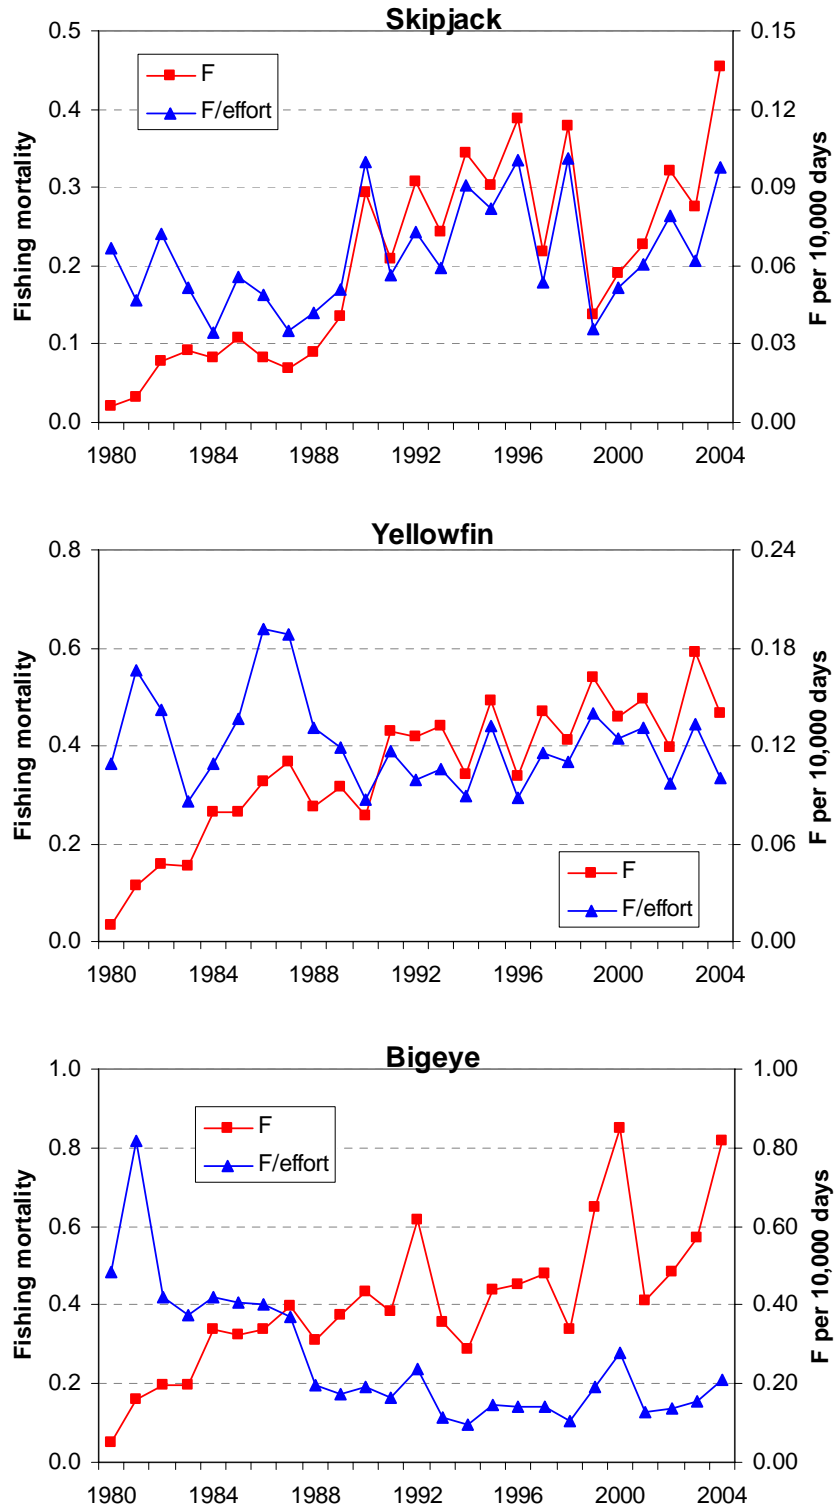 Skipjack
0.5
0.15
F
F/effort
0.4
0.12
0.3
0.09
0.2
0.06
0.1
0.03
0.0
0.00
Fishing mortality
F per 10,000 days
1980 1984 1988 1992 1996 2000 2004
Yellowfin
0.8
0.24
0.6
0.18
0.4
0.12
0.2
0.06
F
F/effort
0.0
0.00
Fishing mortality
F per 10,000 days
1980 1984 1988 1992 1996 2000 2004
Bigeye
1.0
1.00
F
F/effort
0.8
0.80
0.6
0.60
0.4
0.40
0.2
0.20
0.0
0.00
Fishing mortality
F per 10,000 days
1980 1984 1988 1992 1996 2000 2004